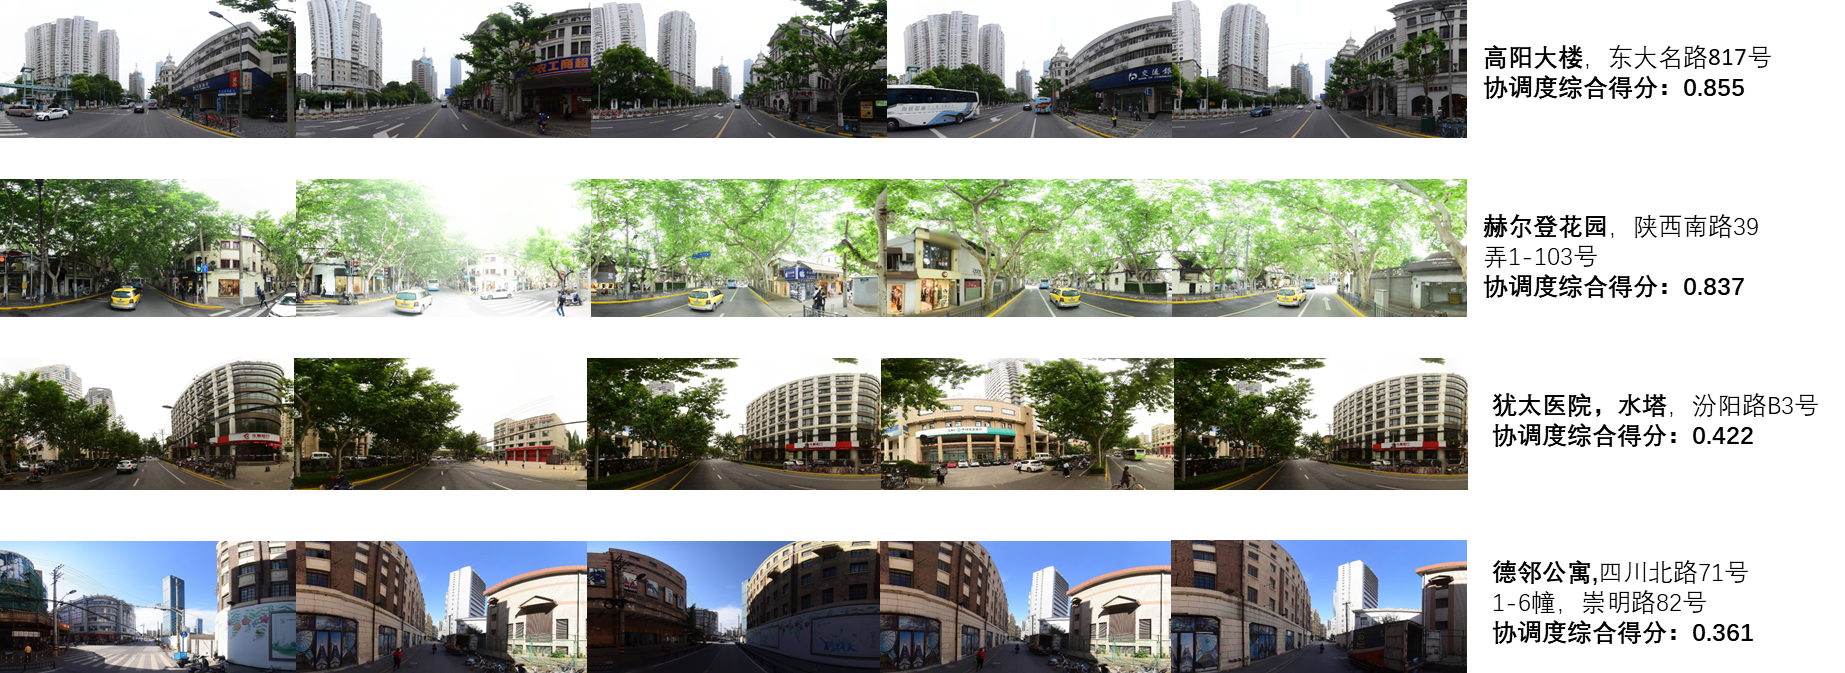 高阳大楼，东大名路817号
协调度综合得分：0.855
赫尔登花园，陕西南路39
弄1-103号
协调度综合得分：0.837
犹太医院，水塔，汾阳路B3号
协调度综合得分：0.422
德邻公寓,四川北路71号
1-6幢，崇明路82号
协调度综合得分：0.361